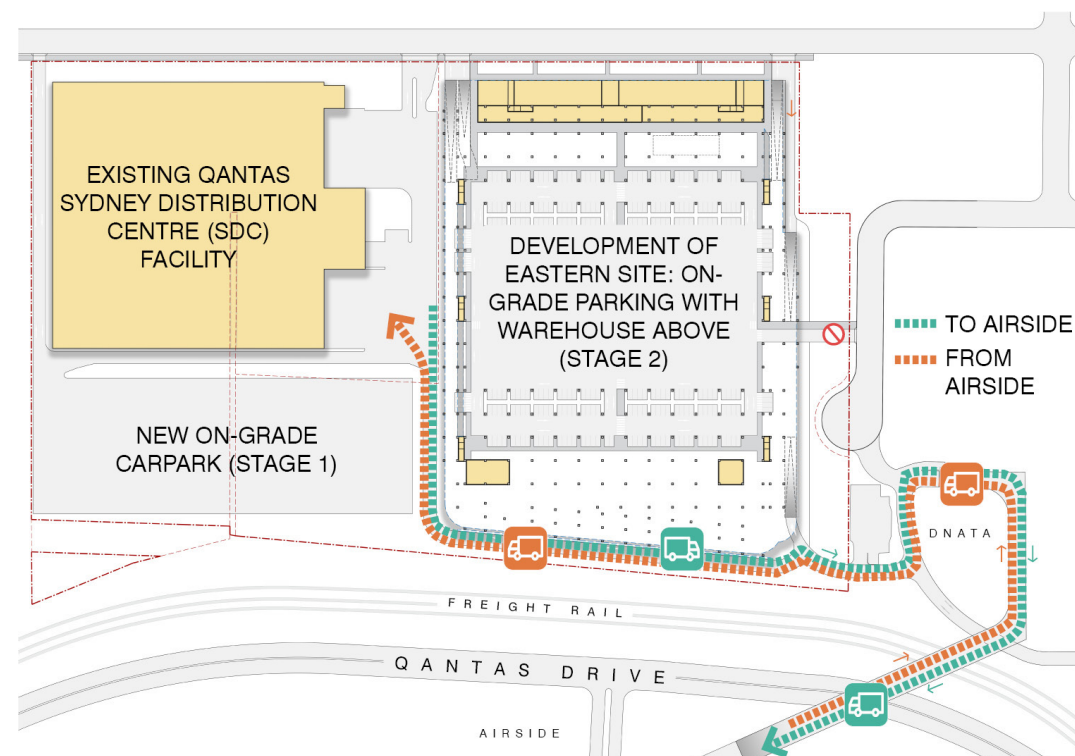 EXISTING QANTAS
SYDNEY DISTRIBUTION
CENTRE (SDC)
FACILITY
DEVELOPMENT OF
EASTERN SITE: ON-
GRADE PARKING WITH
WAREHOUSE ABOVE
(STAGE 2)
TO AIRSIDE
FROM
AIRSIDE
NEW ON-GRADE
CARPARK (STAGE 1)
DNATA
FREIGHT RAIL
QANTAS DRIVE
AIRSIDE